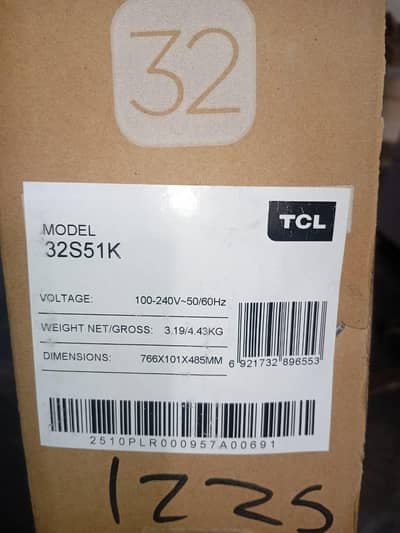 32
TCL
MODEL
32S51K
VOLTAGE: 100-240V~50/60Hz
WEIGHT NET/GROSS: 3.19/4.43KG
DIMENSIONS: 766X101X485MM
6 921732 896553
2510PLR000957A00691
1225